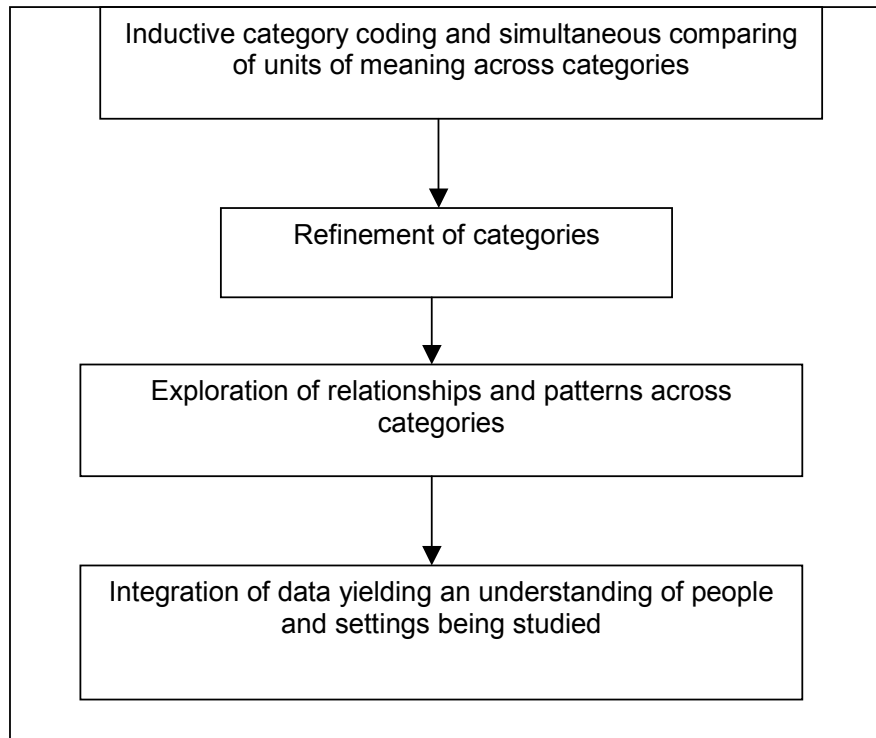 Inductive category coding and simultaneous comparing
of units of meaning across categories
Refinement of categories
Exploration of relationships and patterns across
categories
Integration of data yielding an understanding of people
and settings being studied